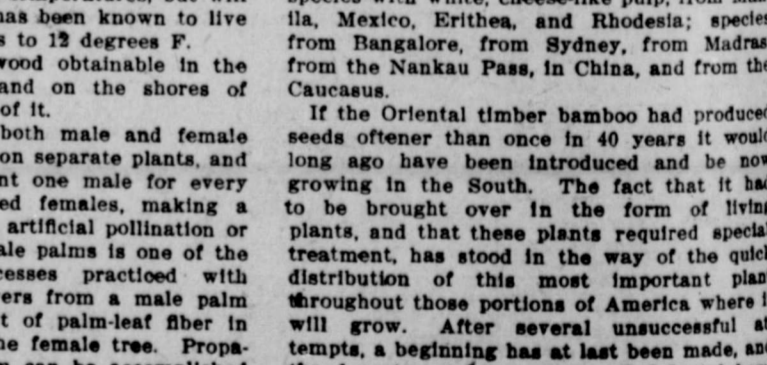 has been known to live
to 12 degrees F.
wood obtainable in the
and on the shores of
of it.
both male and female
on separate plants, and
one male for every
females, making a
artificial pollination or
palms is one of the
practiced with
from a male palm
of palm-leaf fiber in
female tree. Propa-
species with white, cheese-like pulp, from
ila, Mexico, Erithea, and Rhodesia; species
from Bangalore, from Sydney, from Madras
from the Nankau Pass, in China, and from the
Caucasus.
If the Oriental timber bamboo had produced
seeds oftener than once in 40 years it would
long ago have been introduced and be now
growing in the South. The fact that it had
to be brought over in the form of living
plants, and that these plants required special
treatment, has stood in the way of the quick
distribution of this most important plan
throughout those portions of America where i
will grow. After several unsuccessful at
tempts, a beginning has at last been made, and